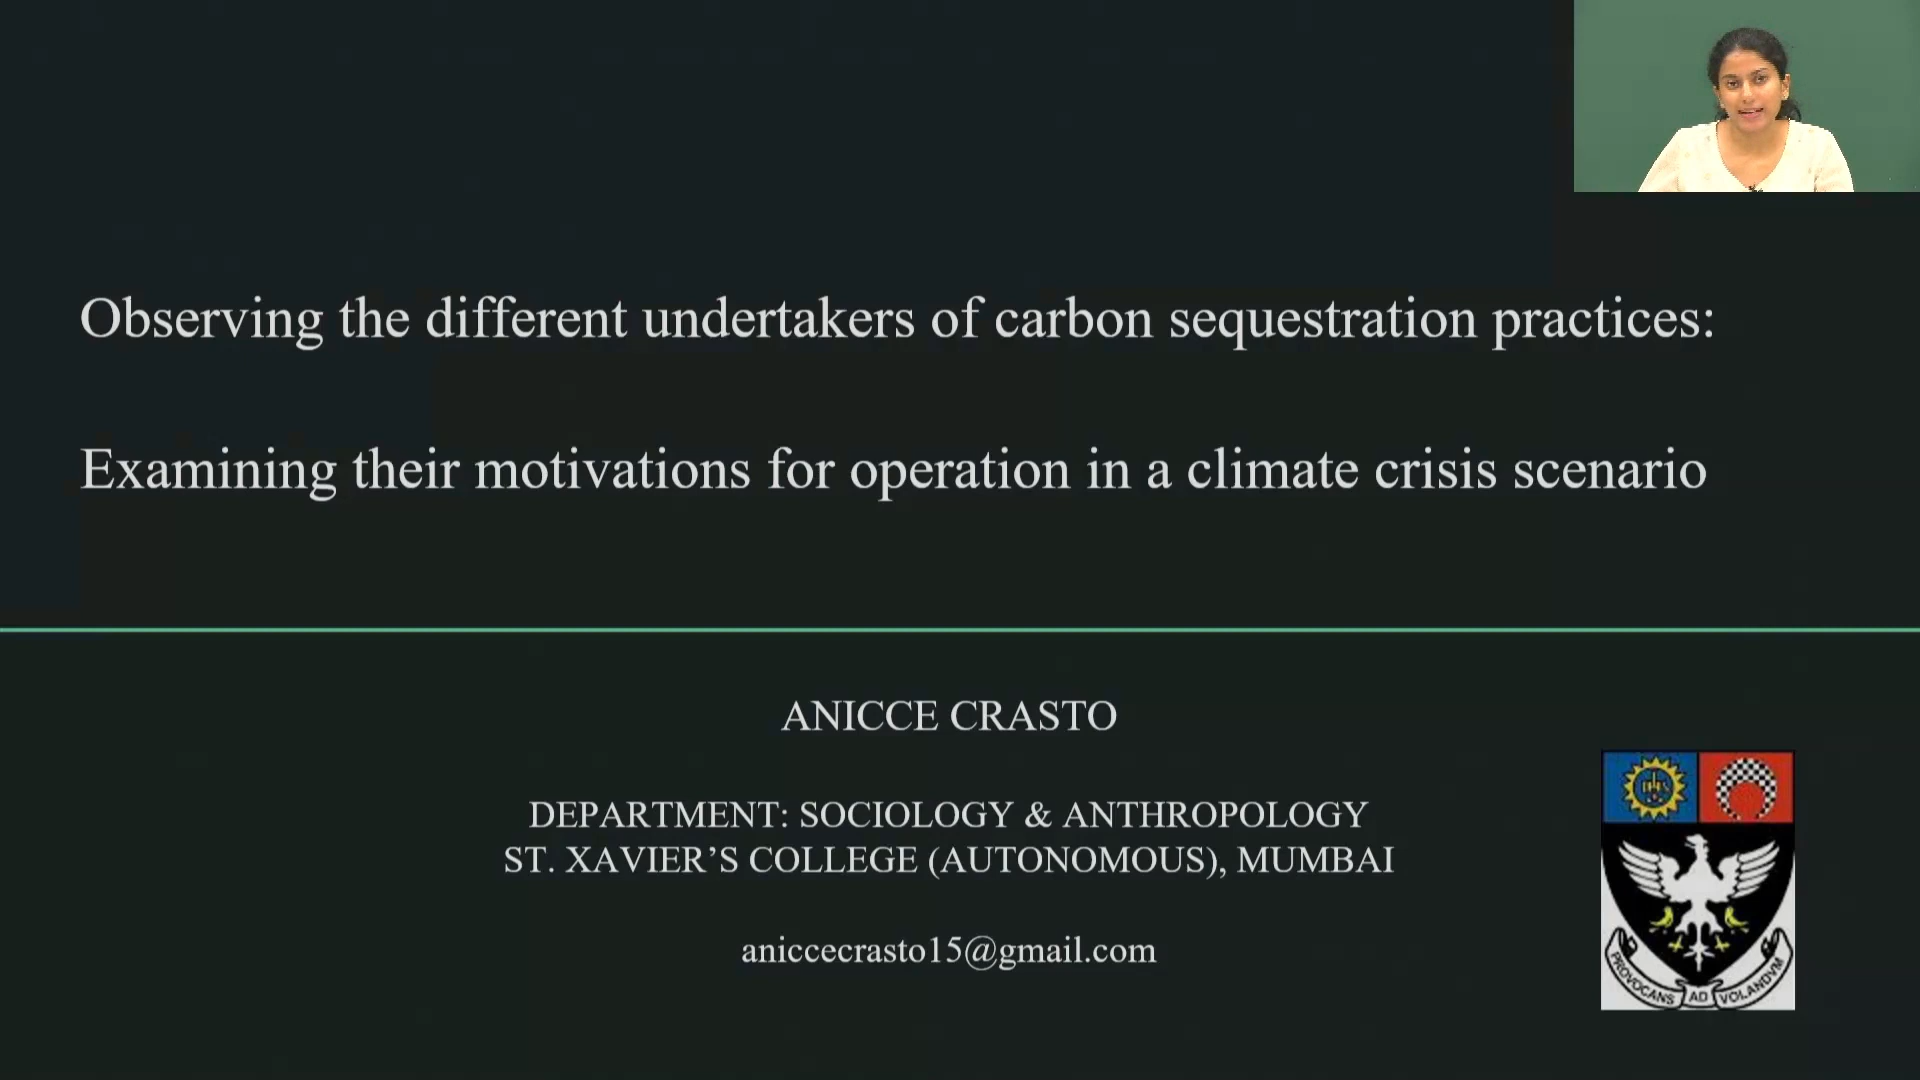 Observing the different undertakers of carbon sequestration practices:
Examining their motivations for operation in a climate crisis scenario
ANICCE CRASTO
DEPARTMENT: SOCIOLOGY & ANTHROPOLOGY
ST. XAVIER’S COLLEGE (AUTONOMOUS), MUMBAI
aniccecrasto15@gmail.com
PROVOCANS AD VOLANDVM